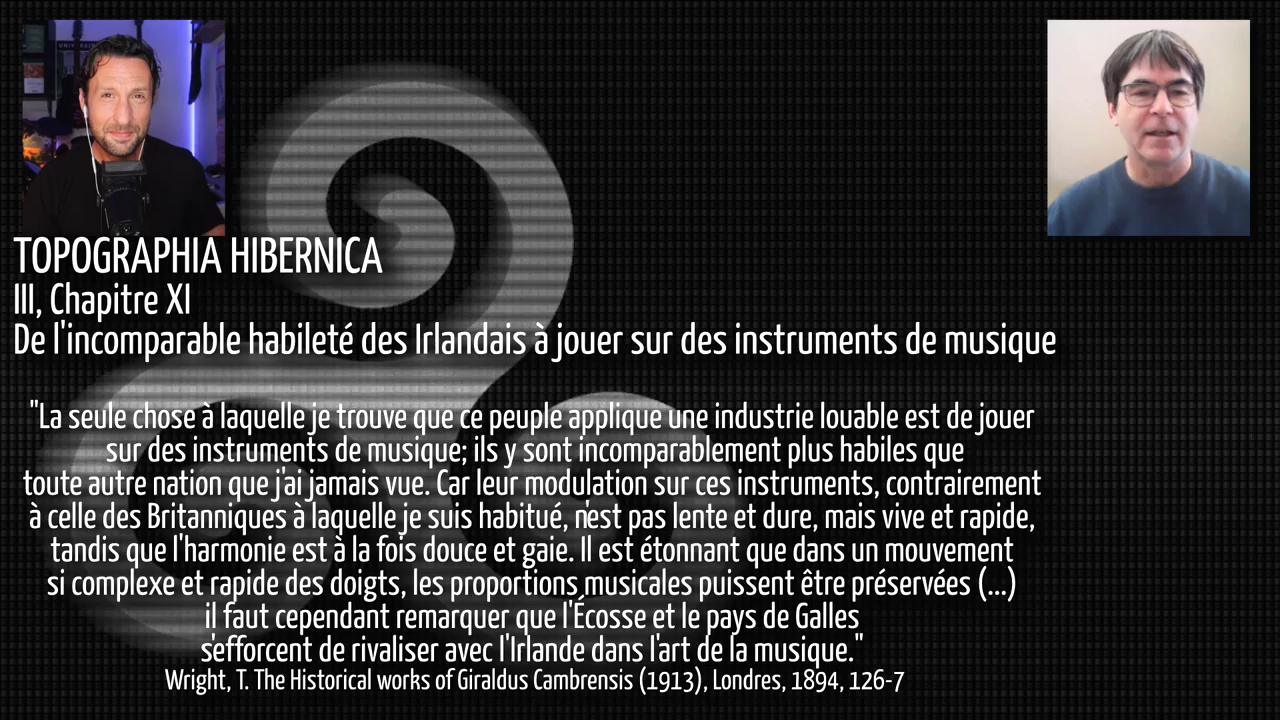 TOPOGRAPHIA HIBERNICA
III, Chapitre XI
De l'incomparable habileté des Irlandais à jouer sur des instruments de musique
"La seule chose à laquelle je trouve que ce peuple applique une industrie louable est de jouer
sur des instruments de musique; ils y sont incomparablement plus habiles que
toute autre nation que j'ai jamais vue. Car leur modulation sur ces instruments, contrairement
à celle des Britanniques à laquelle je suis habitué, n'est pas lente et dure, mais vive et rapide,
tandis que l'harmonie est à la fois douce et gaie. Il est étonnant que dans un mouvement
si complexe et rapide des doigts, les proportions musicales puissent être préservées (...)
il faut cependant remarquer que l'Écosse et le pays de Galles
s'efforcent de rivaliser avec l'Irlande dans l'art de la musique."
Wright, T. The Historical works of Giraldus Cambrensis (1913), Londres, 1894, 126-7